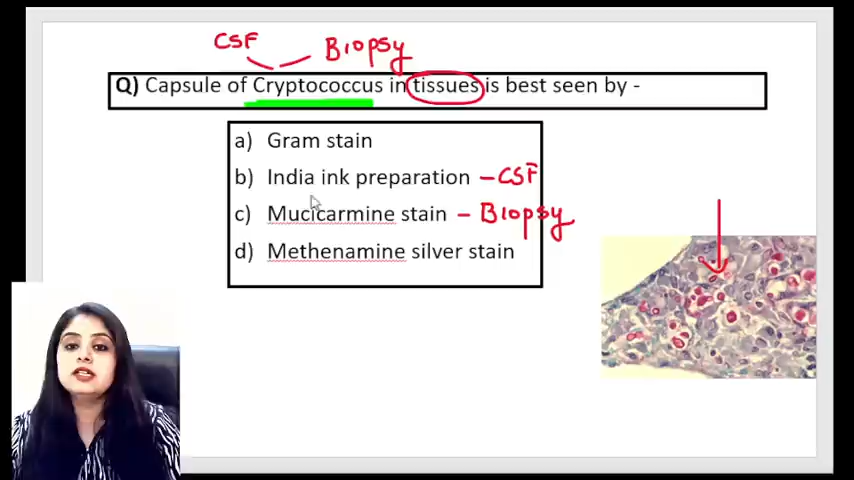 CSF Biopsy
Q) Capsule of Cryptococcus in tissues is best seen by -
a) Gram stain
b) India ink preparation – CSF
c) Mucicarmine stain – Biopsy
d) Methenamine silver stain